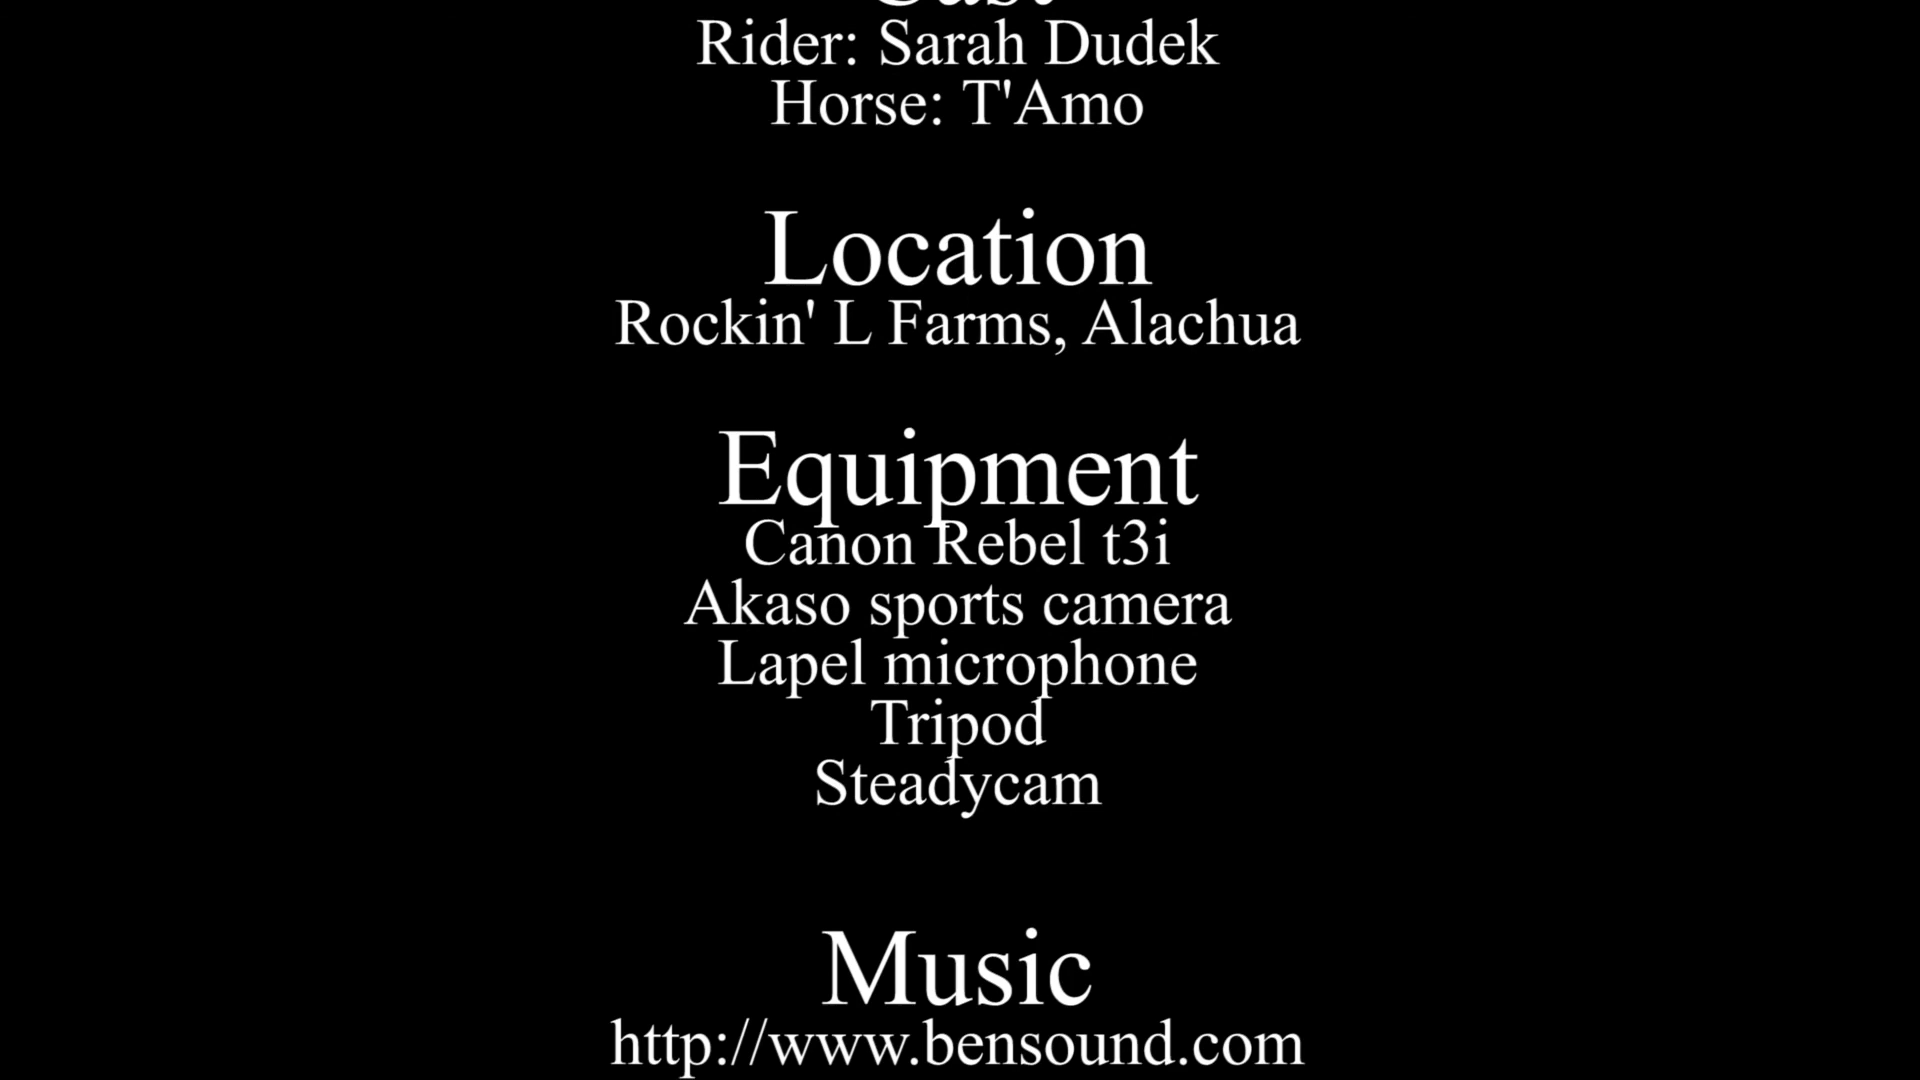 Cast
Rider: Sarah Dudek
Horse: T'Amo
Location
Rockin' L Farms, Alachua
Equipment
Canon Rebel t3i
Akaso sports camera
Lapel microphone
Tripod
Steadycam
Music
http://www.bensound.com